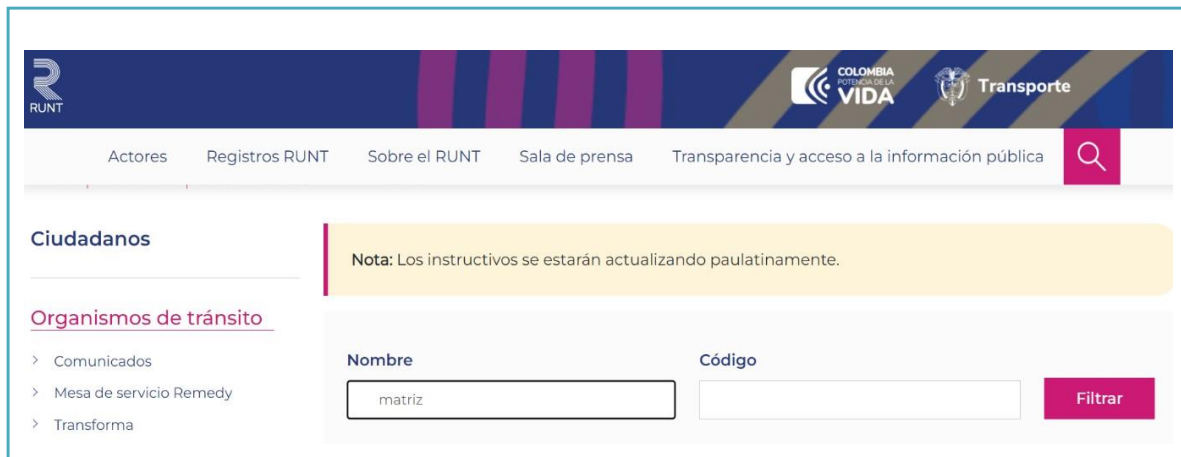 RUNT
COLOMBIA
POTENCIA DE LA
VIDA
Transporte
Actores Registros RUNT Sobre el RUNT Sala de prensa Transparencia y acceso a la información pública
Ciudadanos
Nota: Los instructivos se estarán actualizando paulatinamente.
Organismos de tránsito
> Comunicados
> Mesa de servicio Remedy
> Transforma
Nombre Código
matriz
Filtrar